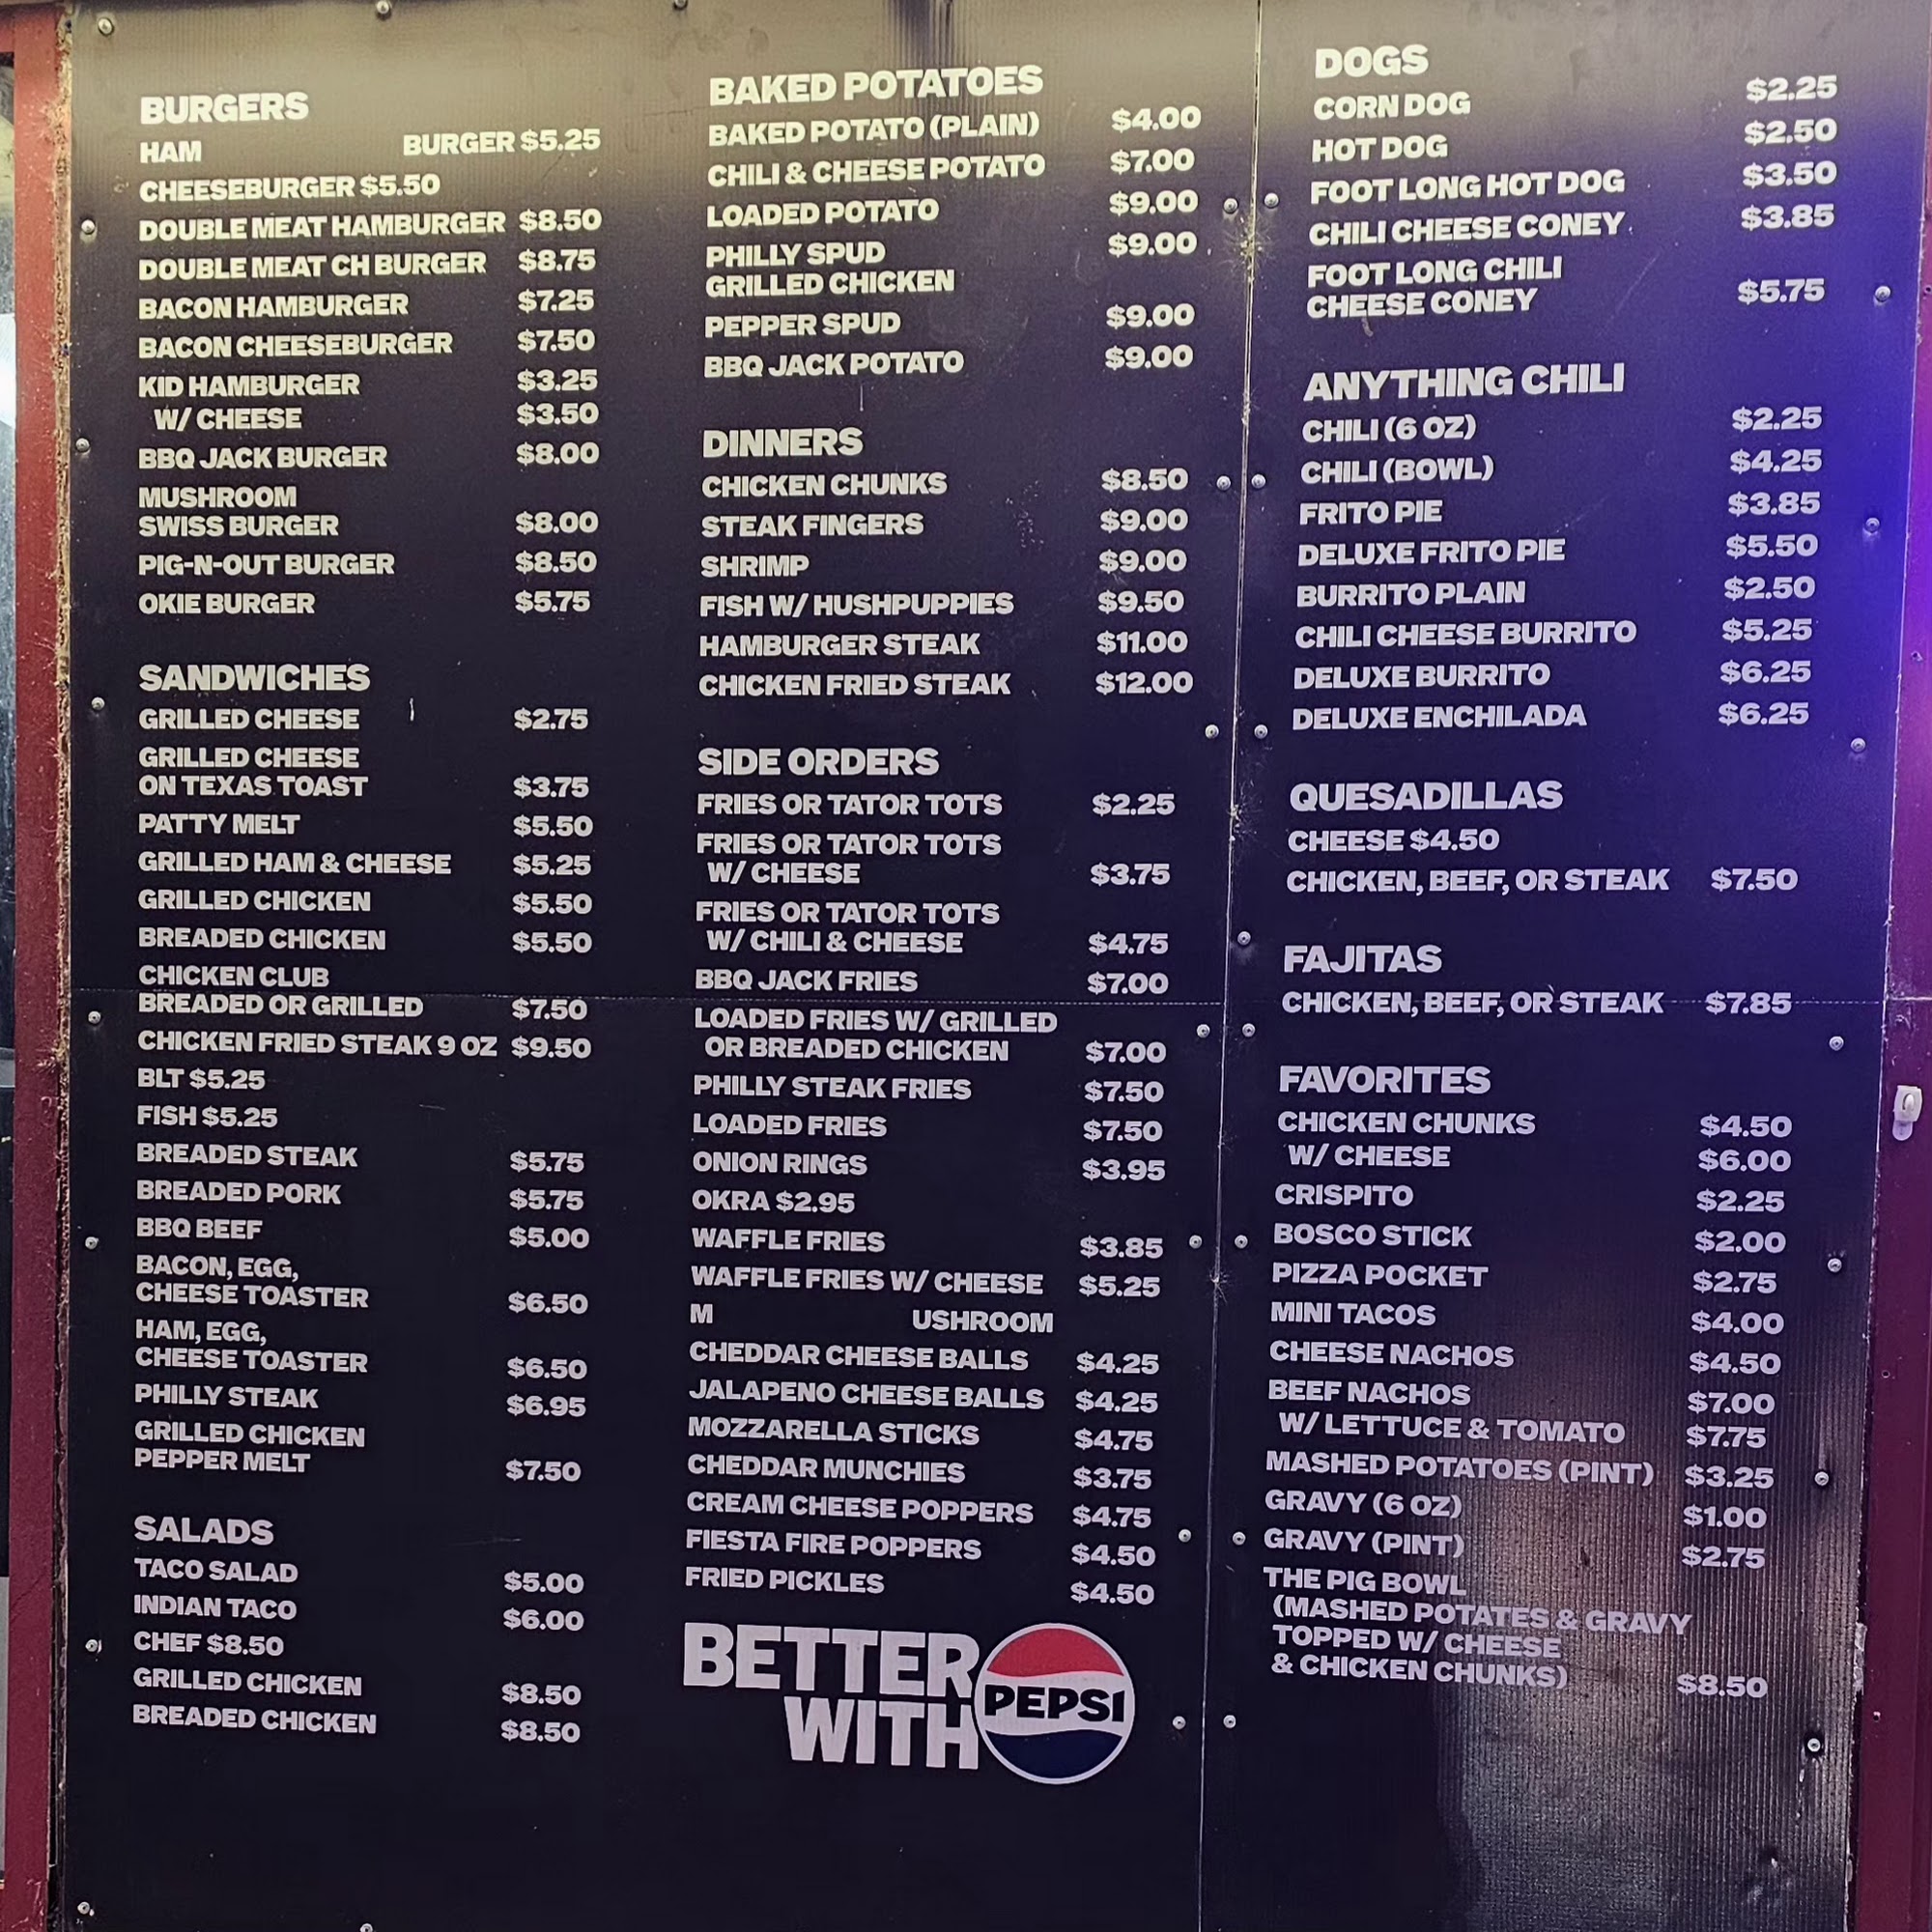 BURGERS
HAM BURGER $5.25
CHEESEBURGER $5.50
DOUBLE MEAT HAMBURGER $8.50
DOUBLE MEAT CH BURGER $8.75
BACON HAMBURGER $7.25
BACON CHEESEBURGER $7.50
KID HAMBURGER $3.25
W/ CHEESE $3.50
BBQ JACK BURGER $8.00
MUSHROOM
SWISS BURGER $8.00
PIG-N-OUT BURGER $8.50
OKIE BURGER $5.75
SANDWICHES
GRILLED CHEESE $2.75
GRILLED CHEESE
ON TEXAS TOAST $3.75
PATTY MELT $5.50
GRILLED HAM & CHEESE $5.25
GRILLED CHICKEN $5.50
BREADED CHICKEN $5.50
CHICKEN CLUB
BREADED OR GRILLED $7.50
CHICKEN FRIED STEAK 9 OZ $9.50
BLT $5.25
FISH $5.25
BREADED STEAK $5.75
BREADED PORK $5.75
BBQ BEEF $5.00
BACON, EGG,
CHEESE TOASTER $6.50
HAM, EGG,
CHEESE TOASTER $6.50
PHILLY STEAK $6.95
GRILLED CHICKEN
PEPPER MELT $7.50
SALADS
TACO SALAD $5.00
INDIAN TACO $6.00
CHEF $8.50
GRILLED CHICKEN $8.50
BREADED CHICKEN $8.50
BAKED POTATOES
BAKED POTATO (PLAIN) $4.00
CHILI & CHEESE POTATO $7.00
LOADED POTATO $9.00
PHILLY SPUD $9.00
GRILLED CHICKEN
PEPPER SPUD $9.00
BBQ JACK POTATO $9.00
DINNERS
CHICKEN CHUNKS $8.50
STEAK FINGERS $9.00
SHRIMP $9.00
FISH W/ HUSHPUPPIES $9.50
HAMBURGER STEAK $11.00
CHICKEN FRIED STEAK $12.00
SIDE ORDERS
FRIES OR TATOR TOTS $2.25
FRIES OR TATOR TOTS
W/ CHEESE $3.75
FRIES OR TATOR TOTS
W/ CHILI & CHEESE $4.75
BBQ JACK FRIES $7.00
LOADED FRIES W/ GRILLED
OR BREADED CHICKEN $7.00
PHILLY STEAK FRIES $7.50
LOADED FRIES $7.50
ONION RINGS $3.95
OKRA $2.95
WAFFLE FRIES $3.85
WAFFLE FRIES W/ CHEESE $5.25
M USHROOM
CHEDDAR CHEESE BALLS $4.25
JALAPENO CHEESE BALLS $4.25
MOZZARELLA STICKS $4.75
CHEDDAR MUNCHIES $3.75
CREAM CHEESE POPPERS $4.75
FIESTA FIRE POPPERS $4.50
FRIED PICKLES $4.50
BETTER
WITH
PEPSI
DOGS
CORN DOG $2.25
HOT DOG $2.50
FOOT LONG HOT DOG $3.50
CHILI CHEESE CONEY $3.85
FOOT LONG CHILI
CHEESE CONEY $5.75
ANYTHING CHILI
CHILI (6 OZ) $2.25
CHILI (BOWL) $4.25
FRITO PIE $3.85
DELUXE FRITO PIE $5.50
BURRITO PLAIN $2.50
CHILI CHEESE BURRITO $5.25
DELUXE BURRITO $6.25
DELUXE ENCHILADA $6.25
QUESADILLAS
CHEESE $4.50
CHICKEN, BEEF, OR STEAK $7.50
FAJITAS
CHICKEN, BEEF, OR STEAK $7.85
FAVORITES
CHICKEN CHUNKS $4.50
W/ CHEESE $6.00
CRISPITO $2.25
BOSCO STICK $2.00
PIZZA POCKET $2.75
MINI TACOS $4.00
CHEESE NACHOS $4.50
BEEF NACHOS $7.00
W/ LETTUCE & TOMATO $7.75
MASHED POTATOES (PINT) $3.25
GRAVY (6 OZ) $1.00
GRAVY (PINT) $2.75
THE PIG BOWL
(MASHED POTATES & GRAVY
TOPPED W/ CHEESE
& CHICKEN CHUNKS) $8.50